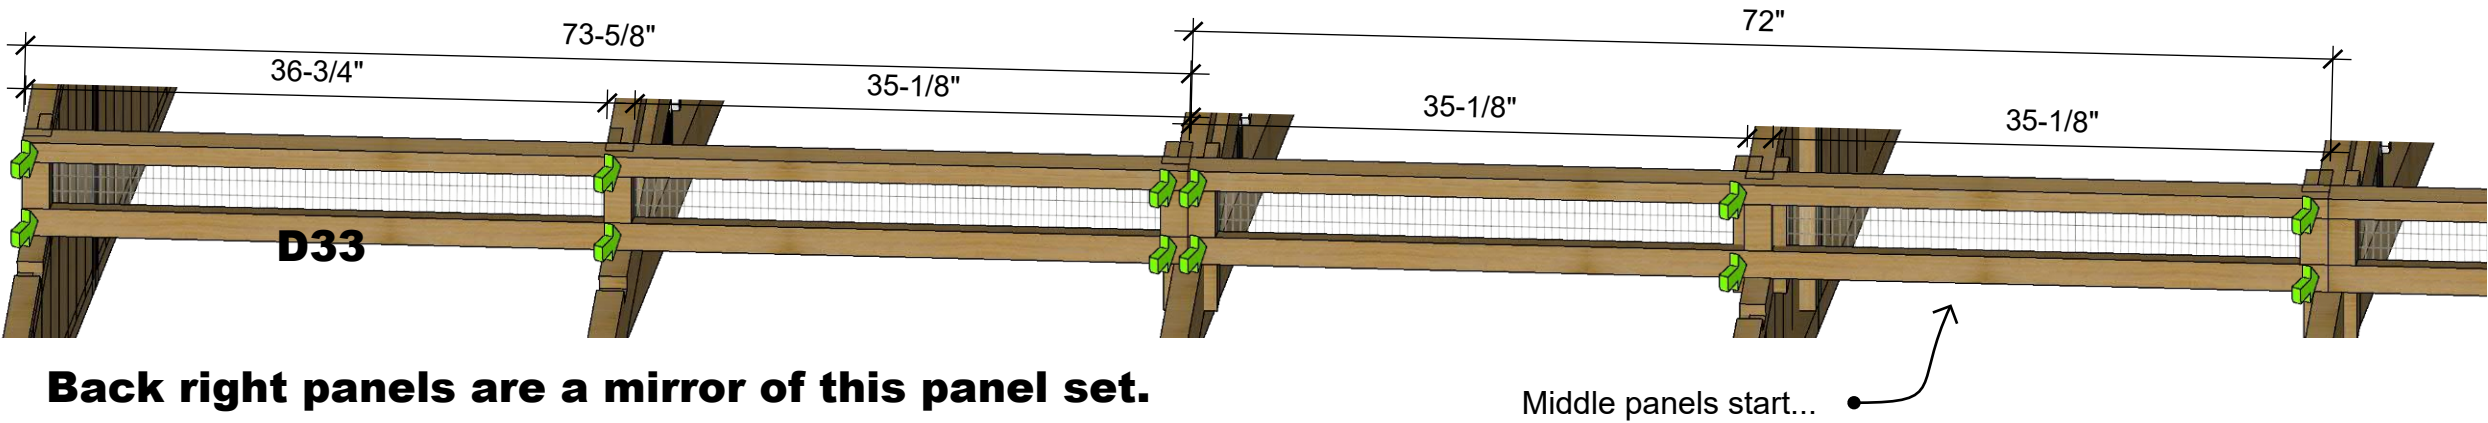 72"
73-5/8"
36-3/4"
35-1/8"
35-1/8"
35-1/8"
D33
Back right panels are a mirror of this panel set.
Middle panels start...